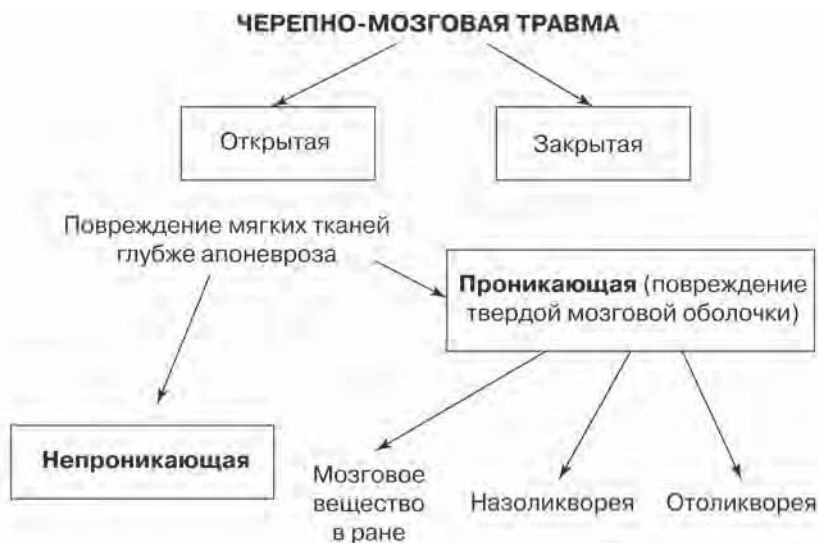 ЧЕРЕПНО-МОЗГОВАЯ ТРАВМА
Открытая
Закрытая
Повреждение мягких тканей
глубже апоневроза
Проникающая (повреждение
твердой мозговой оболочки)
Непроникающая
Мозговое
вещество
в ране
Назоликворея
Отоликворея